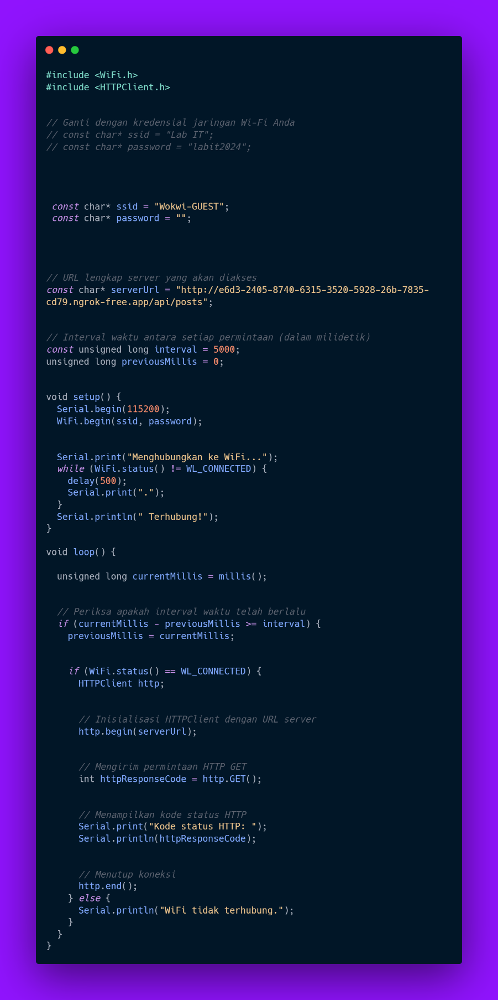 #include <WiFi.h>
#include <HTTPClient.h>
// Ganti dengan kredensial jaringan Wi-Fi Anda
// const char* ssid = "Lab IT";
// const char* password = "labit2024";
const char* ssid = "Wokwi-GUEST";
const char* password = "";
// URL lengkap server yang akan diakses
const char* serverUrl = "http://e6d3-2405-8740-6315-3520-5928-26b-7835-
cd79.ngrok-free.app/api/posts";
// Interval waktu antara setiap permintaan (dalam milidetik)
const unsigned long interval = 5000;
unsigned long previousMillis = 0;
void setup() {
  Serial.begin(115200);
  WiFi.begin(ssid, password);
  Serial.print("Menghubungkan ke WiFi...");
  while (WiFi.status() != WL_CONNECTED) {
    delay(500);
    Serial.print(".");
  }
  Serial.println(" Terhubung!");
}
void loop() {
  unsigned long currentMillis = millis();
  // Periksa apakah interval waktu telah berlalu
  if (currentMillis - previousMillis >= interval) {
    previousMillis = currentMillis;
    if (WiFi.status() == WL_CONNECTED) {
      HTTPClient http;
      // Inisialisasi HTTPClient dengan URL server
      http.begin(serverUrl);
      // Mengirim permintaan HTTP GET
      int httpResponseCode = http.GET();
      // Menampilkan kode status HTTP
      Serial.print("Kode status HTTP: ");
      Serial.println(httpResponseCode);
      // Menutup koneksi
      http.end();
    } else {
      Serial.println("WiFi tidak terhubung.");
    }
  }
}